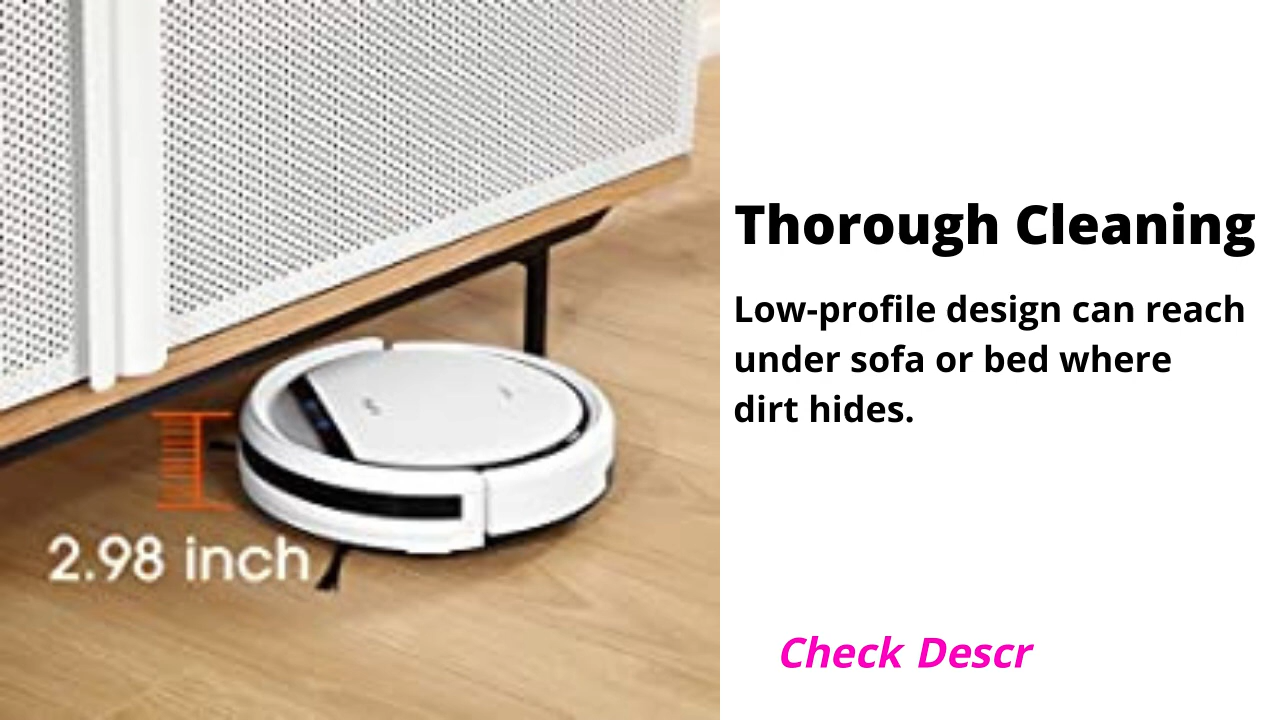 Thorough Cleaning
Low-profile design can reach
under sofa or bed where
dirt hides.
2.98 inch
Check Descr